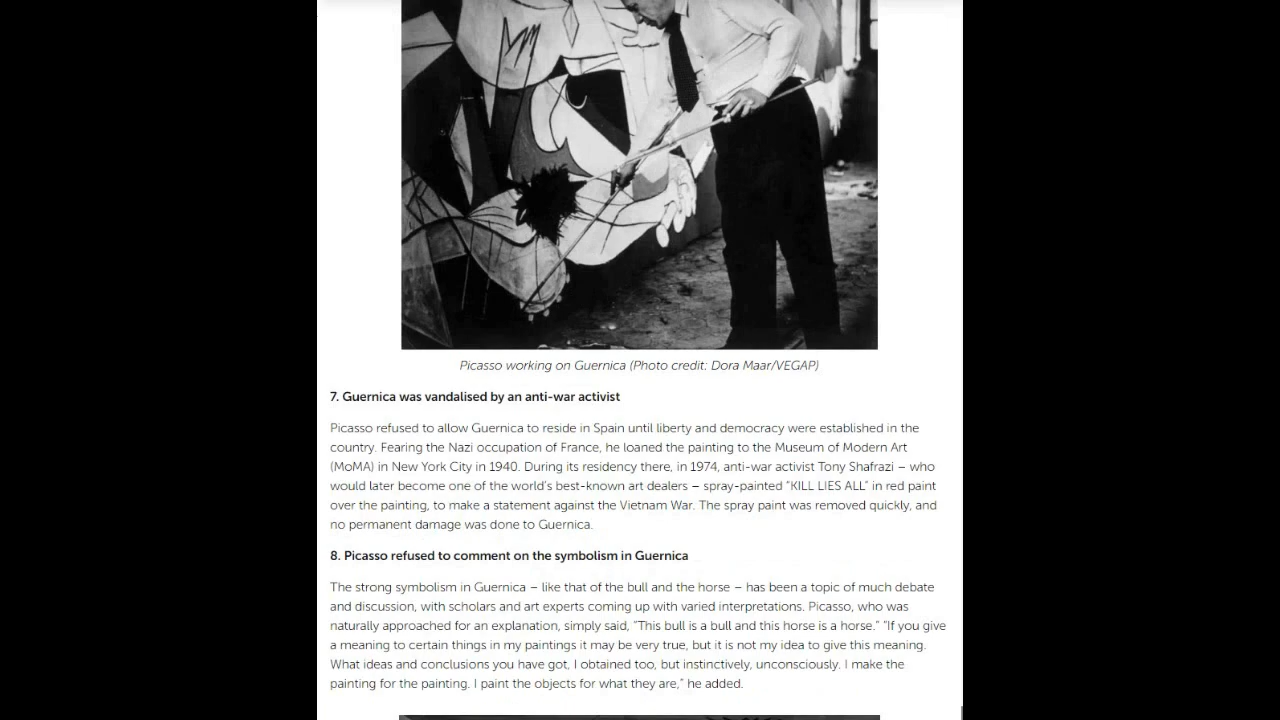 Picasso working on Guernica (Photo credit: Dora Maar/VEGAP)
7. Guernica was vandalised by an anti-war activist
Picasso refused to allow Guernica to reside in Spain until liberty and democracy were established in the
country. Fearing the Nazi occupation of France, he loaned the painting to the Museum of Modern Art
(MoMA) in New York City in 1940. During its residency there, in 1974, anti-war activist Tony Shafrazi – who
would later become one of the world's best-known art dealers – spray-painted “KILL LIES ALL” in red paint
over the painting, to make a statement against the Vietnam War. The spray paint was removed quickly, and
no permanent damage was done to Guernica.
8. Picasso refused to comment on the symbolism in Guernica
The strong symbolism in Guernica – like that of the bull and the horse – has been a topic of much debate
and discussion, with scholars and art experts coming up with varied interpretations. Picasso, who was
naturally approached for an explanation, simply said, “This bull is a bull and this horse is a horse.” “If you give
a meaning to certain things in my paintings it may be very true, but it is not my idea to give this meaning.
What ideas and conclusions you have got, I obtained too, but instinctively, unconsciously. I make the
painting for the painting. I paint the objects for what they are,” he added.